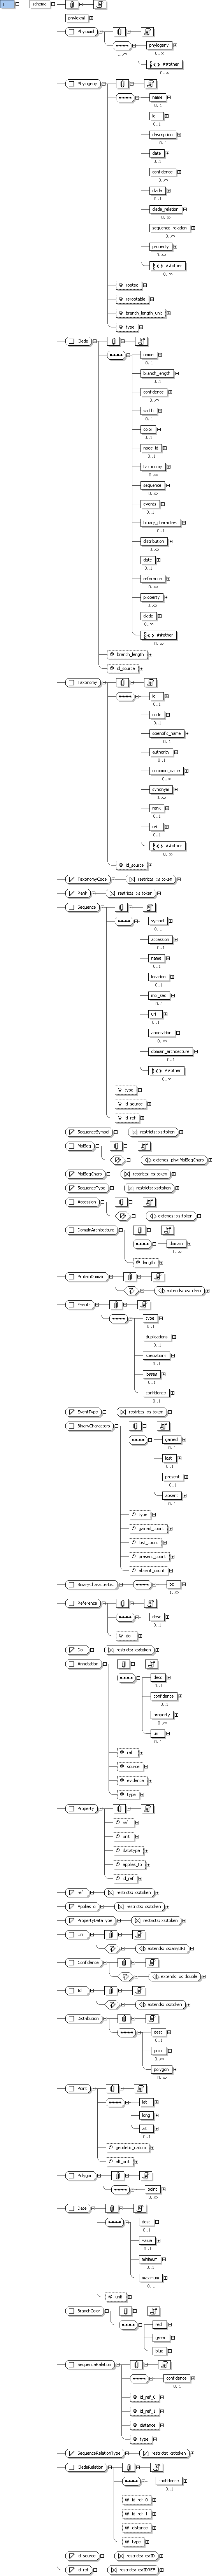 /
schema
phyloxml
Phyloxml
1..∞
phylogeny
0..∞
##other
0..∞
Phylogeny
name
0..1
id
0..1
description
0..1
date
0..1
confidence
0..∞
clade
0..1
clade_relation
0..∞
sequence_relation
0..∞
property
0..∞
##other
0..∞
rooted
rerootable
branch_length_unit
type
Clade
name
0..1
branch_length
0..1
confidence
0..∞
width
0..1
color
0..1
node_id
0..1
taxonomy
0..∞
sequence
0..∞
events
0..1
binary_characters
0..1
distribution
0..∞
date
0..1
reference
0..∞
property
0..∞
clade
0..∞
##other
0..∞
branch_length
id_source
Taxonomy
id
0..1
code
0..1
scientific_name
0..1
authority
0..1
common_name
0..∞
synonym
0..∞
rank
0..1
uri
0..1
##other
0..∞
id_source
TaxonomyCode
restricts: xs:token
Rank
restricts: xs:token
Sequence
symbol
0..1
accession
0..1
name
0..1
location
0..1
mol_seq
0..1
uri
0..1
annotation
0..∞
domain_architecture
0..1
##other
0..∞
type
id_source
id_ref
SequenceSymbol
restricts: xs:token
MolSeq
extends: phy:MolSeqChars
MolSeqChars
restricts: xs:token
SequenceType
restricts: xs:token
Accession
extends: xs:token
DomainArchitecture
domain
1..∞
length
ProteinDomain
extends: xs:token
Events
type
0..1
duplications
0..1
speciations
0..1
losses
0..1
confidence
0..1
EventType
restricts: xs:token
BinaryCharacters
gained
0..1
lost
0..1
present
0..1
absent
0..1
type
gained_count
lost_count
present_count
absent_count
BinaryCharacterList
bc
1..∞
Reference
desc
0..1
doi
Doi
restricts: xs:token
Annotation
desc
0..1
confidence
0..1
property
0..∞
uri
0..1
ref
source
evidence
type
Property
ref
unit
datatype
applies_to
id_ref
ref
restricts: xs:token
AppliesTo
restricts: xs:token
PropertyDataType
restricts: xs:token
Uri
extends: xs:anyURI
Confidence
extends: xs:double
Id
extends: xs:token
Distribution
desc
0..1
point
0..∞
polygon
0..∞
Point
lat
long
alt
0..1
geodetic_datum
alt_unit
Polygon
point
3..∞
Date
desc
0..1
value
0..1
minimum
0..1
maximum
0..1
unit
BranchColor
red
green
blue
SequenceRelation
confidence
0..1
id_ref_0
id_ref_1
distance
type
SequenceRelationType
restricts: xs:token
CladeRelation
confidence
0..1
id_ref_0
id_ref_1
distance
type
id_source
restricts: xs:ID
id_ref
restricts: xs:IDREF